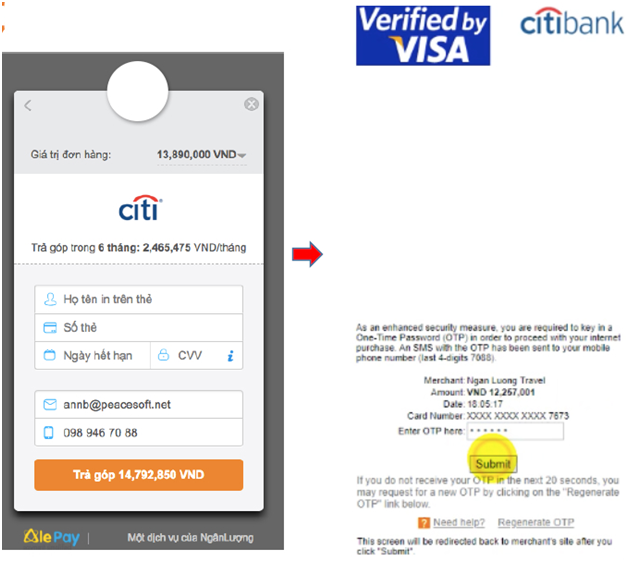 Giá trị đơn hàng: 13,890,000 VND
citi
Trả góp trong 6 tháng: 2,465,475 VND/tháng
Họ tên in trên thẻ
Số thẻ
Ngày hết hạn CVV i
annb@peacesoft.net
098 946 70 88
Trả góp 14,792,850 VND
AlePay | Một dịch vụ của NgânLượng
Verified by
VISA
citibank
As an enhanced security measure, you are required to key in a
One-Time Password (OTP) in order to proceed with your internet
purchase. An SMS with the OTP has been sent to your mobile
phone number (last 4-digits 7088).
Merchant: Ngan Luong Travel
Amount: VND 12,257,001
Date: 18.05.17
Card Number: XXXX XXXX XXXX 7673
Enter OTP here: ******
Submit
If you do not receive your OTP in the next 20 seconds, you
may request for a new OTP by clicking on the "Regenerate
OTP" link below.
? Need help? Regenerate OTP
This screen will be redirected back to merchant's site after you
click "Submit".